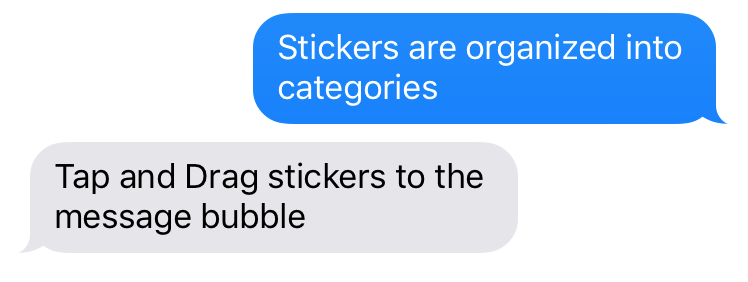 Stickers are organized into
categories
Tap and Drag stickers to the
message bubble